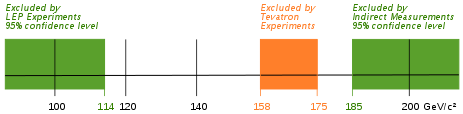 Excluded by
LEP Experiments
95% confidence level
Excluded by
Tevatron
Experiments
Excluded by
Indirect Measurements
95% confidence level
100 114 120 140 158 175 185 200 GeV/c²